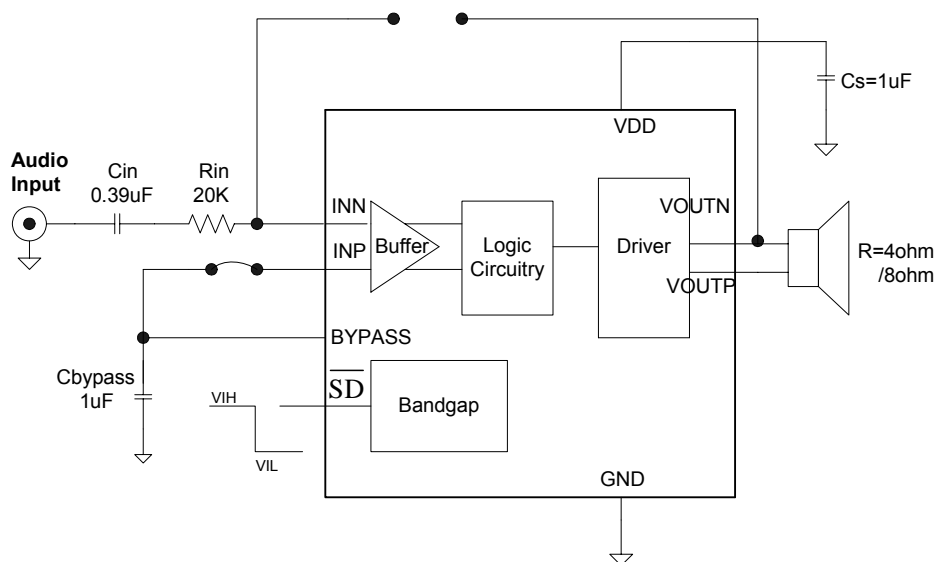 Cs=1uF
VDD
Audio
Input
Cin
0.39uF
Rin
20K
INN
VOUTN
Buffer
INP
Logic
Circuitry
Driver
R=4ohm
/8ohm
VOUTP
BYPASS
Cbypass
1uF
SD
Bandgap
VIH
VIL
GND